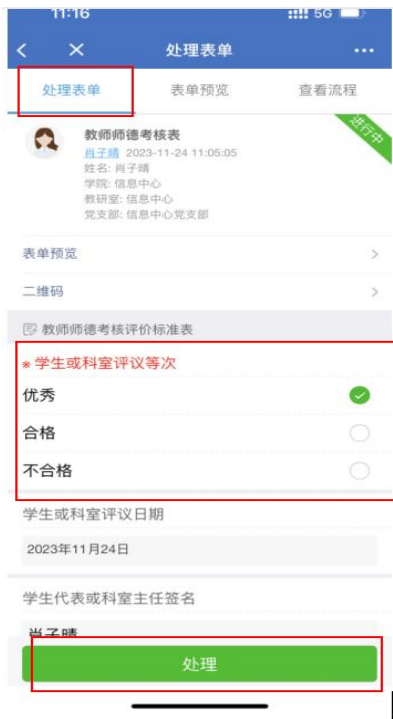 11:16 5G
处理表单
处理表单 表单预览 查看流程
进行中
教师师德考核表
肖子晴 2023-11-24 11:05:05
姓名: 肖子晴
学院: 信息中心
教研室: 信息中心
党支部: 信息中心党支部
表单预览
二维码
教师师德考核评价标准表
* 学生或科室评议等次
优秀
合格
不合格
学生或科室评议日期
2023年11月24日
学生代表或科室主任签名
肖子晴
处理